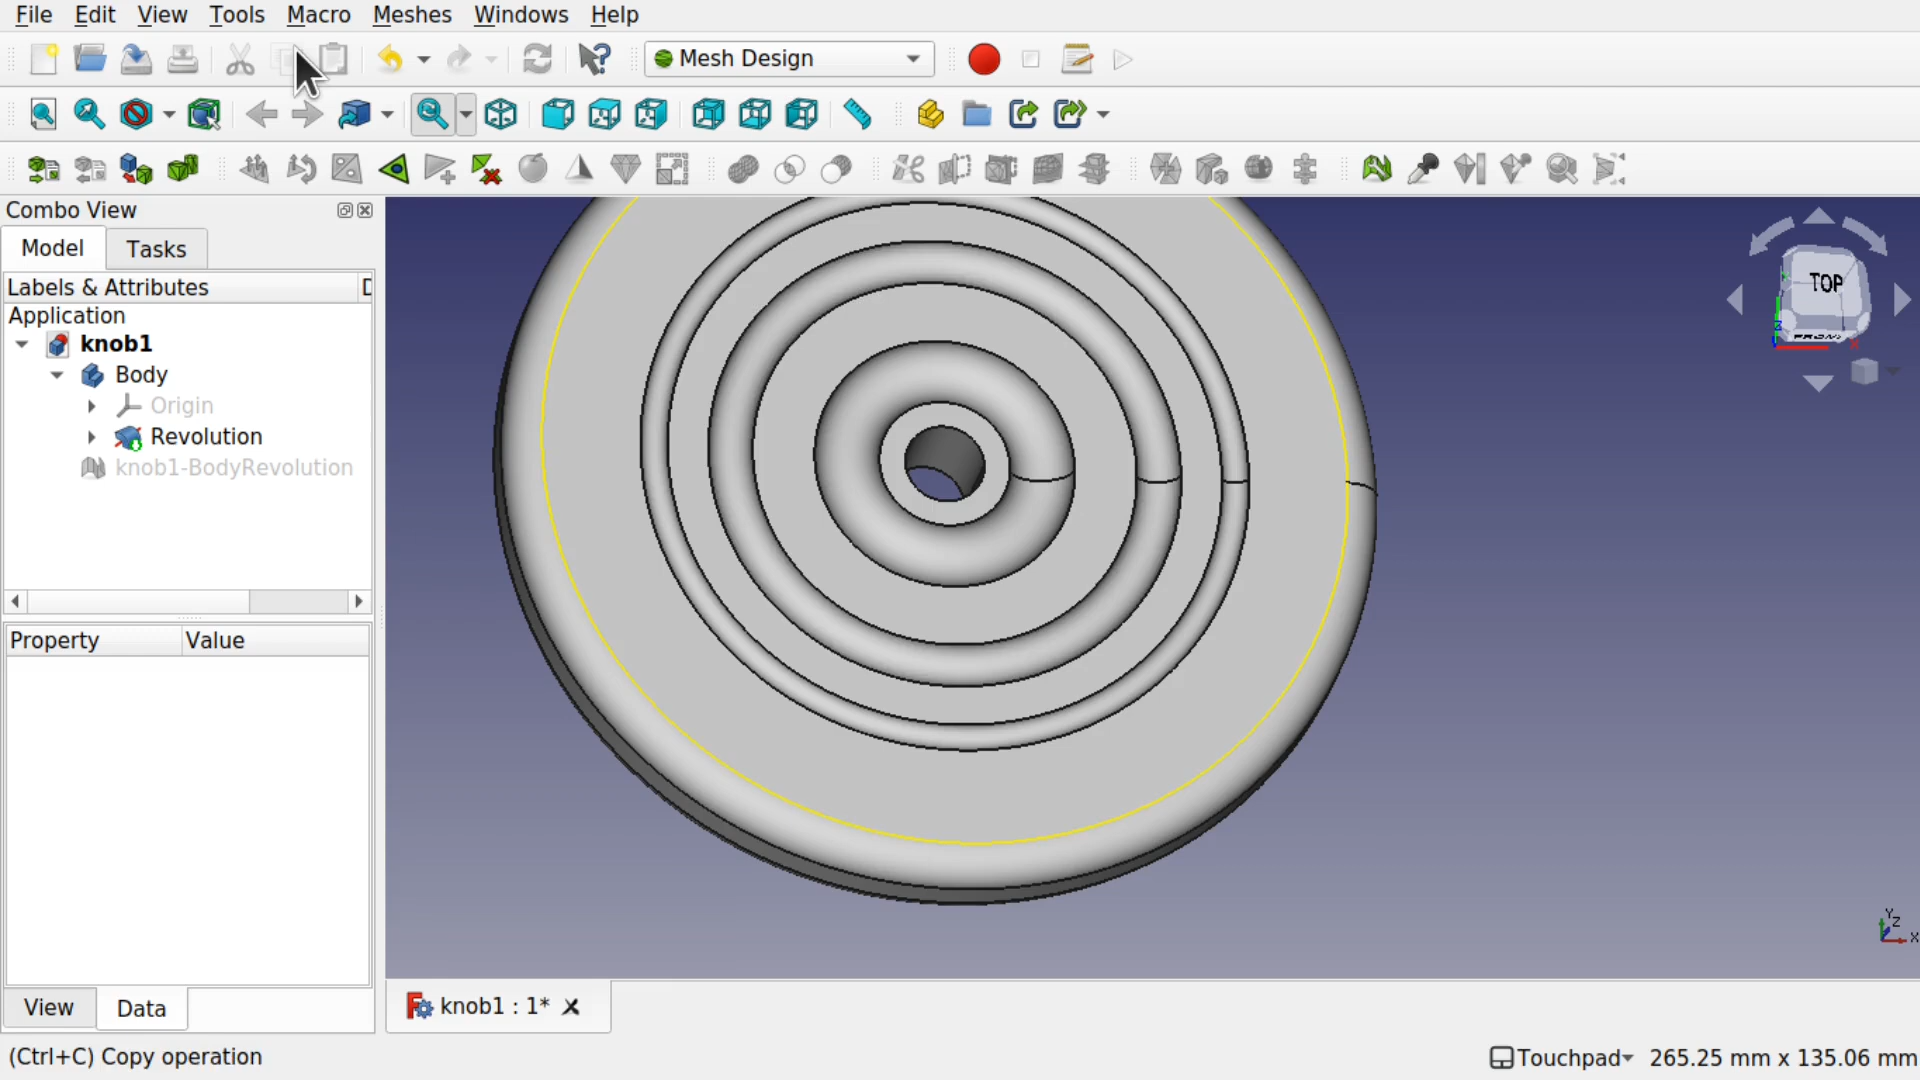 File Edit View Tools Macro Meshes Windows Help
Mesh Design
Combo View
Model Tasks
Labels & Attributes
Application
knob1
Body
Origin
Revolution
knob1-BodyRevolution
Property Value
View Data
TOP
Y
Z
X
knob1 : 1*
(Ctrl+C) Copy operation
Touchpad 265.25 mm x 135.06 mm